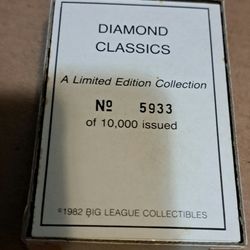 DIAMOND
CLASSICS
A Limited Edition Collection
Nº 5933
of 10,000 issued
©1982 BIG LEAGUE COLLECTIBLES